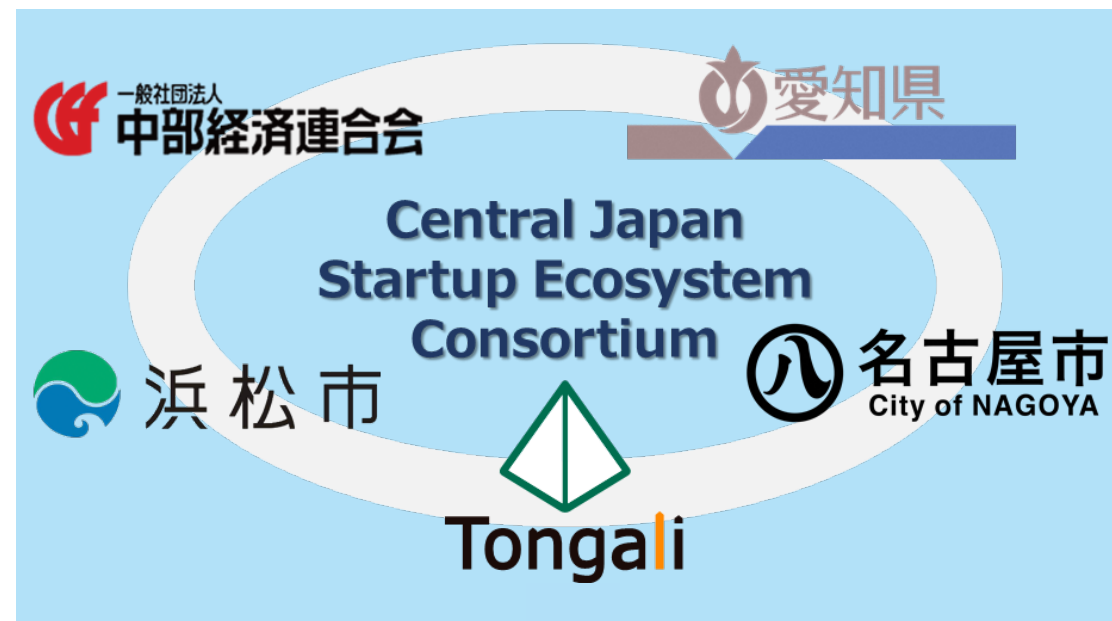 一般社団法人
中部経済連合会
愛知県
Central Japan
Startup Ecosystem
Consortium
浜松市
八 名古屋市
City of NAGOYA
Tongali